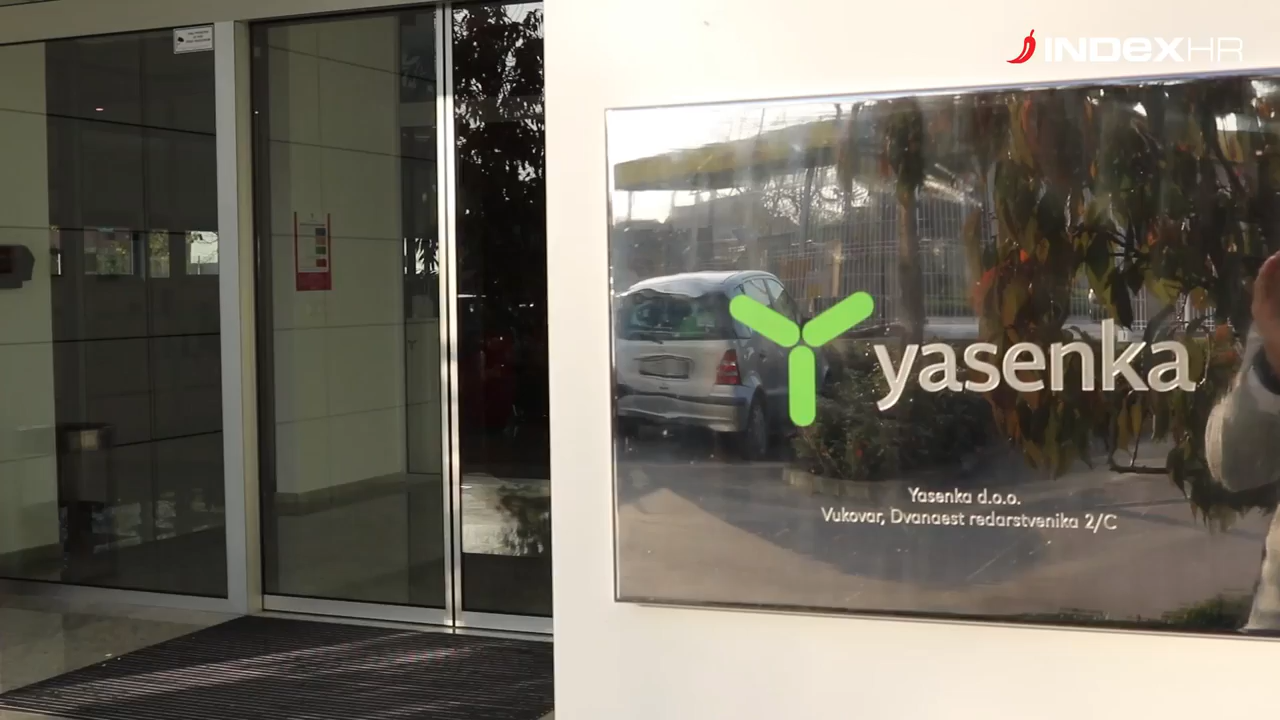 INDEXHR
yasenka
Yasenka d.o.o.
Vukovar, Dvanaest redarstvenika 2/C